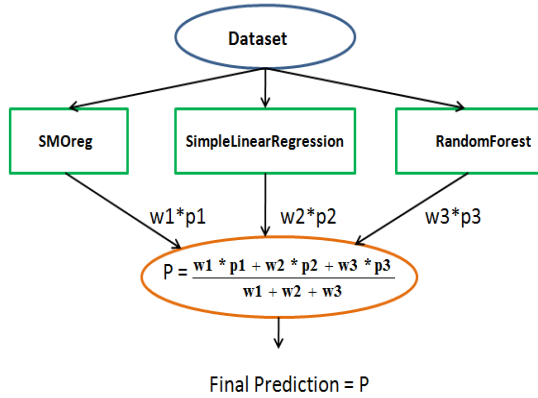 Dataset
SMOreg
SimpleLinearRegression
RandomForest
w1*p1
w2*p2
w3*p3
P = w1 * p1 + w2 * p2 + w3 * p3
w1 + w2 + w3
Final Prediction = P